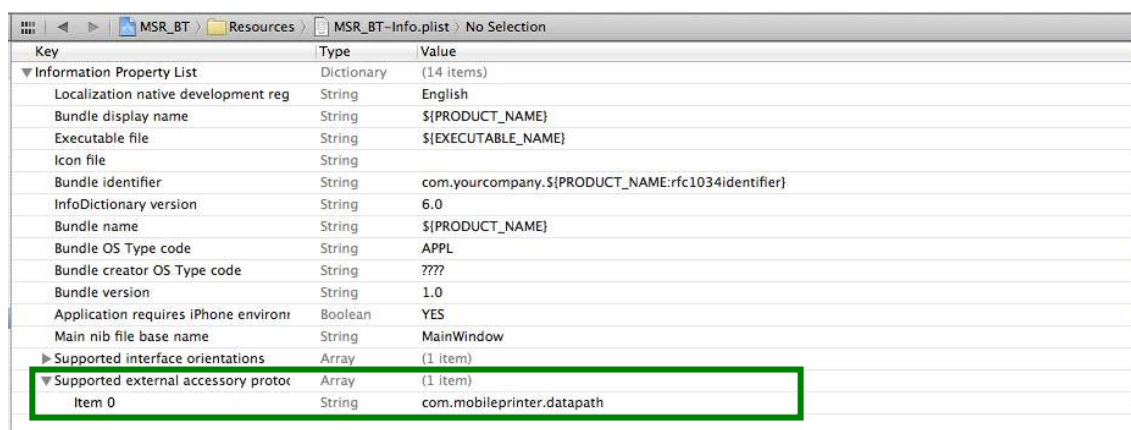 MSR_BT Resources MSR_BT-Info.plist No Selection
Key Type Value
Information Property List Dictionary (14 items)
Localization native development reg String English
Bundle display name String ${PRODUCT_NAME}
Executable file String ${EXECUTABLE_NAME}
Icon file String
Bundle identifier String com.yourcompany.${PRODUCT_NAME:rfc1034identifier}
InfoDictionary version String 6.0
Bundle name String ${PRODUCT_NAME}
Bundle OS Type code String APPL
Bundle creator OS Type code String ????
Bundle version String 1.0
Application requires iPhone environr Boolean YES
Main nib file base name String MainWindow
Supported interface orientations Array (1 item)
Supported external accessory protoc Array (1 item)
Item 0 String com.mobileprinter.datapath